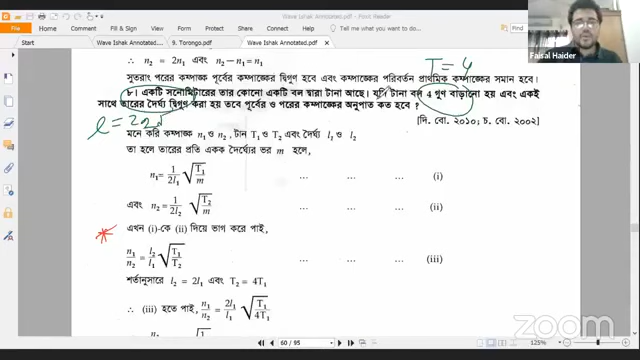 Wave Ishak Annotated.pdf - Foxit Reader
File Home Comment View Form Protect Share Help Tell me what you want to do...
Start 9. Torongo.pdf Wave Ishak Annotated.pdf
Faisal Haider
∴ n₂ = 2n₁ এবং n₂ − n₁ = n₁
T = 4
সুতরাং পরের কম্পাঙ্ক পূর্বের কম্পাঙ্কের দ্বিগুণ হবে এবং কম্পাঙ্কের পরিবর্তন প্রাথমিক কম্পাঙ্কের সমান হবে।
৮। একটি সনোমিটারের তার কোনো একটি বল দ্বারা টানা আছে। যদি টানা বল 4 গুণ বাড়ানো হয় এবং একই
সাথে তারের দৈর্ঘ্য দ্বিগুণ করা হয় তবে পূর্বের ও পরের কম্পাঙ্কের অনুপাত কত হবে ?
[দি. বো. ২০১০; চ. বো. ২০০২]
মনে করি কম্পাঙ্ক n₁ ও n₂, টান T₁ ও T₂ এবং দৈর্ঘ্য l₁ ও l₂
তা হলে তারের প্রতি একক দৈর্ঘ্যের ভর m হলে,
n₁ = 1/2l₁ √T₁/m ... ... ... (i)
এবং n₂ = 1/2l₂ √T₂/m ... ... ... (ii)
এখন (i)-কে (ii) দিয়ে ভাগ করে পাই,
n₁/n₂ = l₂/l₁ √T₁/T₂ ... ... ... (iii)
শর্তানুসারে l₂ = 2l₁ এবং T₂ = 4T₁
∴ (iii) হতে পাই, n₁/n₂ = 2l₁/l₁ √T₁/4T₁
60 / 95
125%
zoom